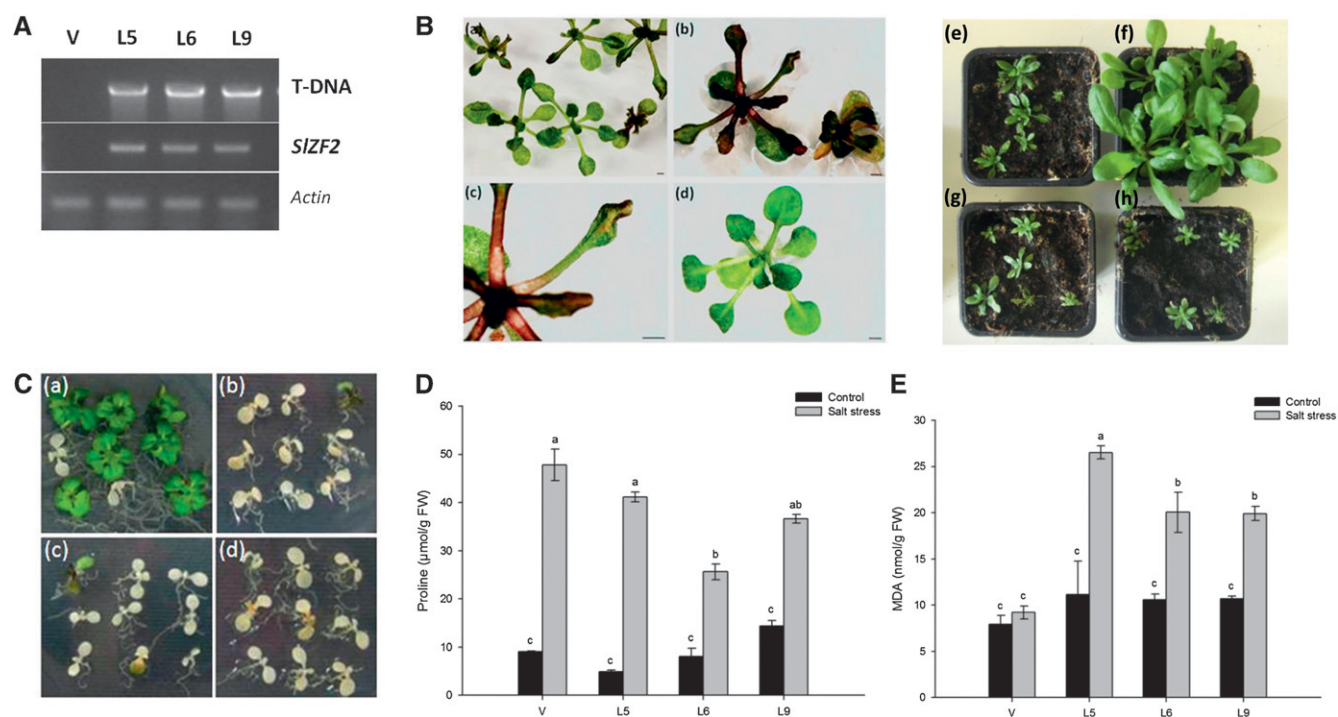 A
V L5 L6 L9
T-DNA
SlZF2
Actin
B
(a) (b)
(c) (d)
(e) (f)
(g) (h)
C
(a) (b)
(c) (d)
D
Control
Salt stress
Proline (µmol/g FW)
60
50
40
30
20
10
0
a
a
b
ab
c
c
c
c
V L5 L6 L9
E
Control
Salt stress
MDA (nmol/g FW)
30
25
20
15
10
5
0
c
c
c
a
c
b
c
b
V L5 L6 L9